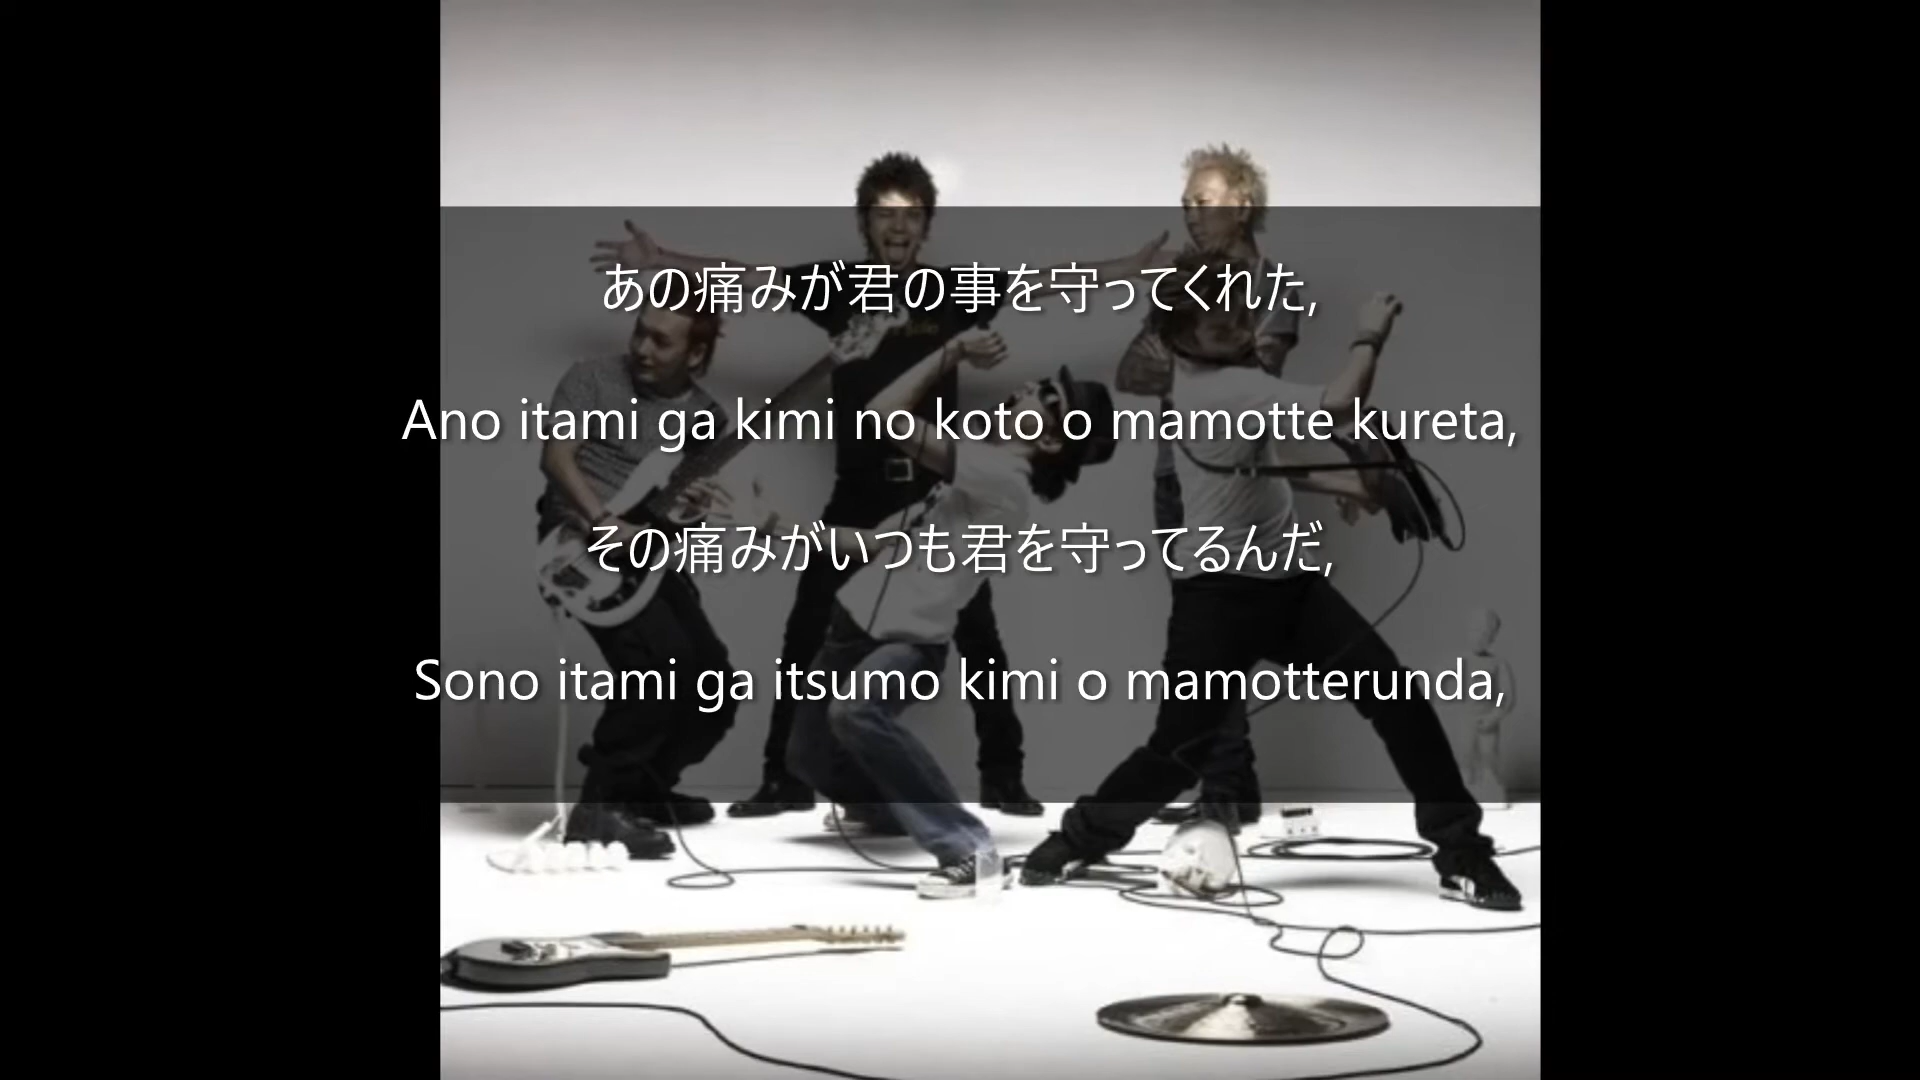 あの痛みが君の事を守ってくれた,
Ano itami ga kimi no koto o mamotte kureta,
その痛みがいつも君を守ってるんだ,
Sono itami ga itsumo kimi o mamotterunda,